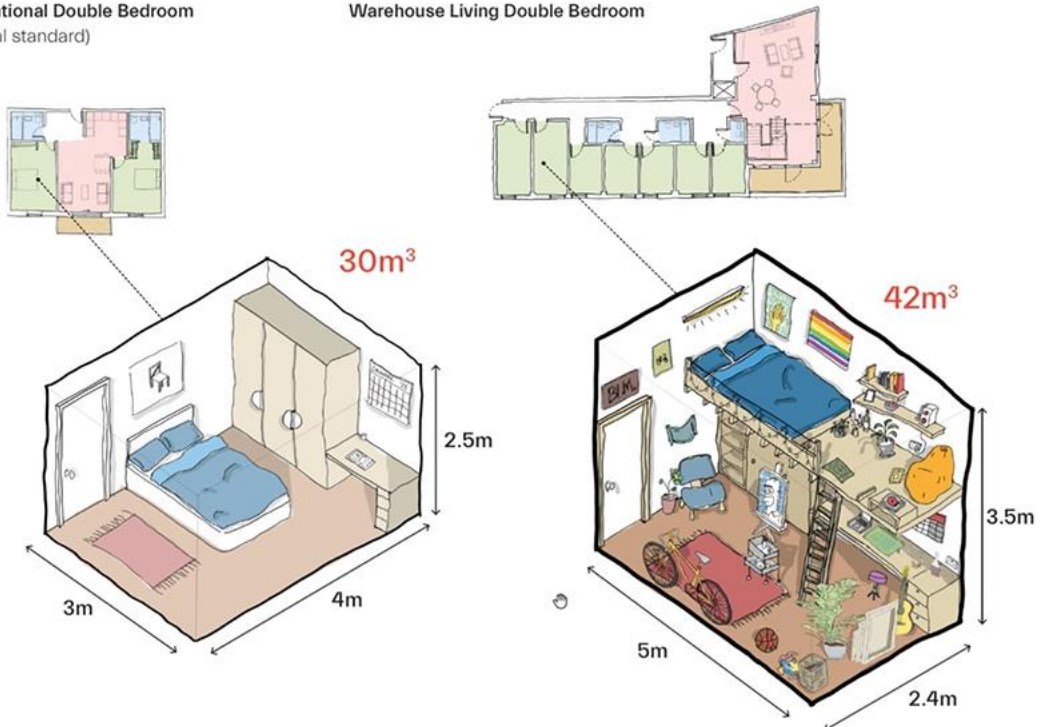 tional Double Bedroom
al standard)
Warehouse Living Double Bedroom
30m³
2.5m
3m
4m
42m³
BLM
3.5m
5m
2.4m